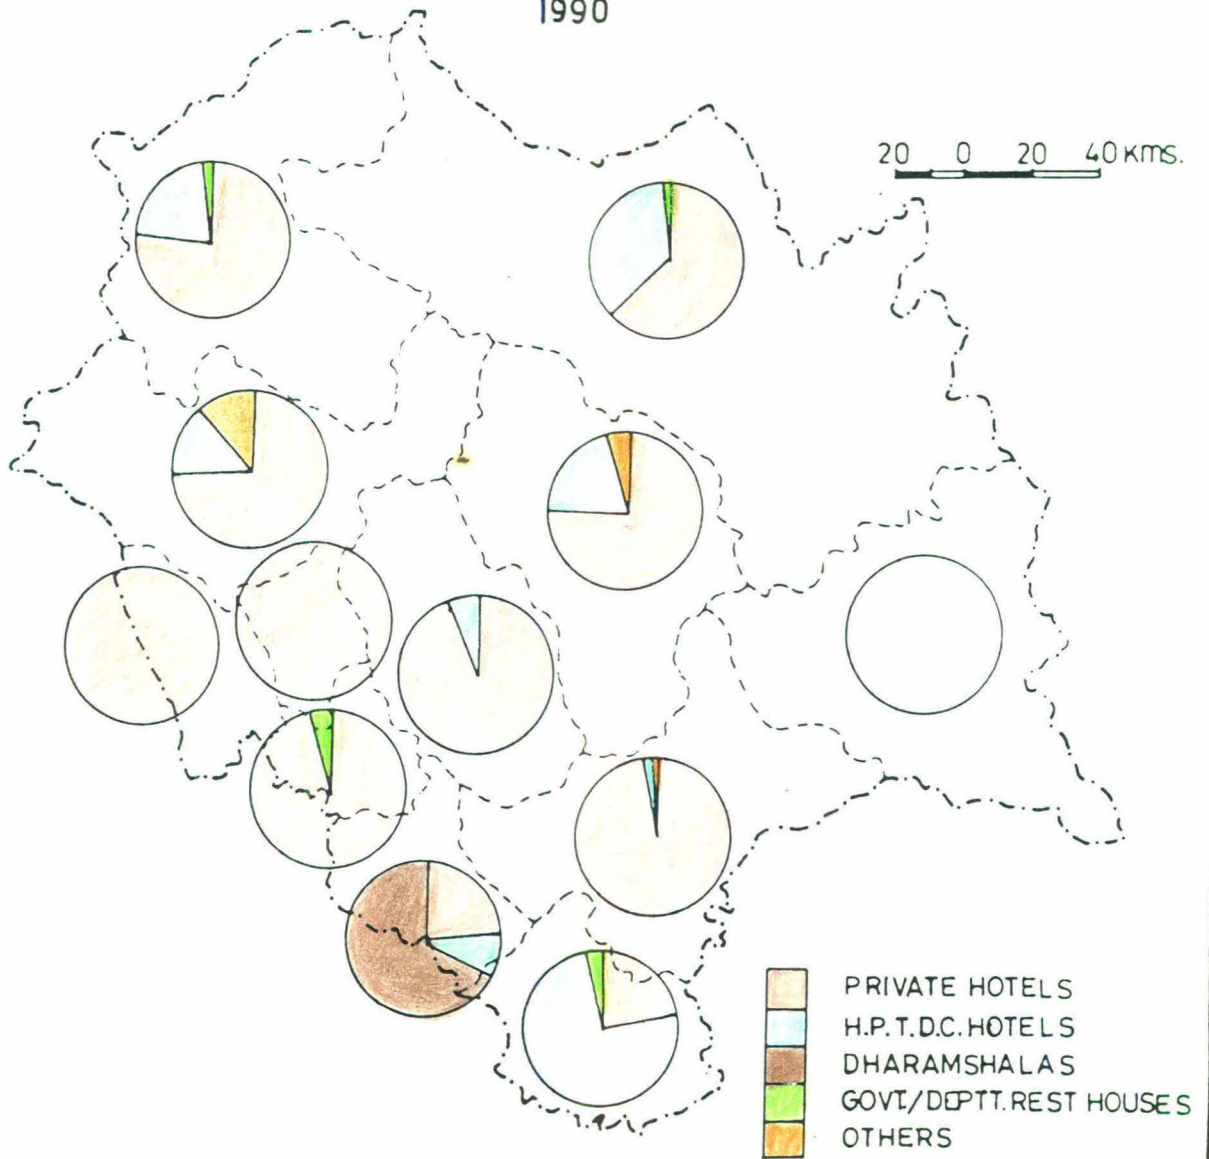 1990
20 0 20 40 KMS.
PRIVATE HOTELS
H.P.T.D.C. HOTELS
DHARAMSHALAS
GOVT./DEPTT. REST HOUSES
OTHERS